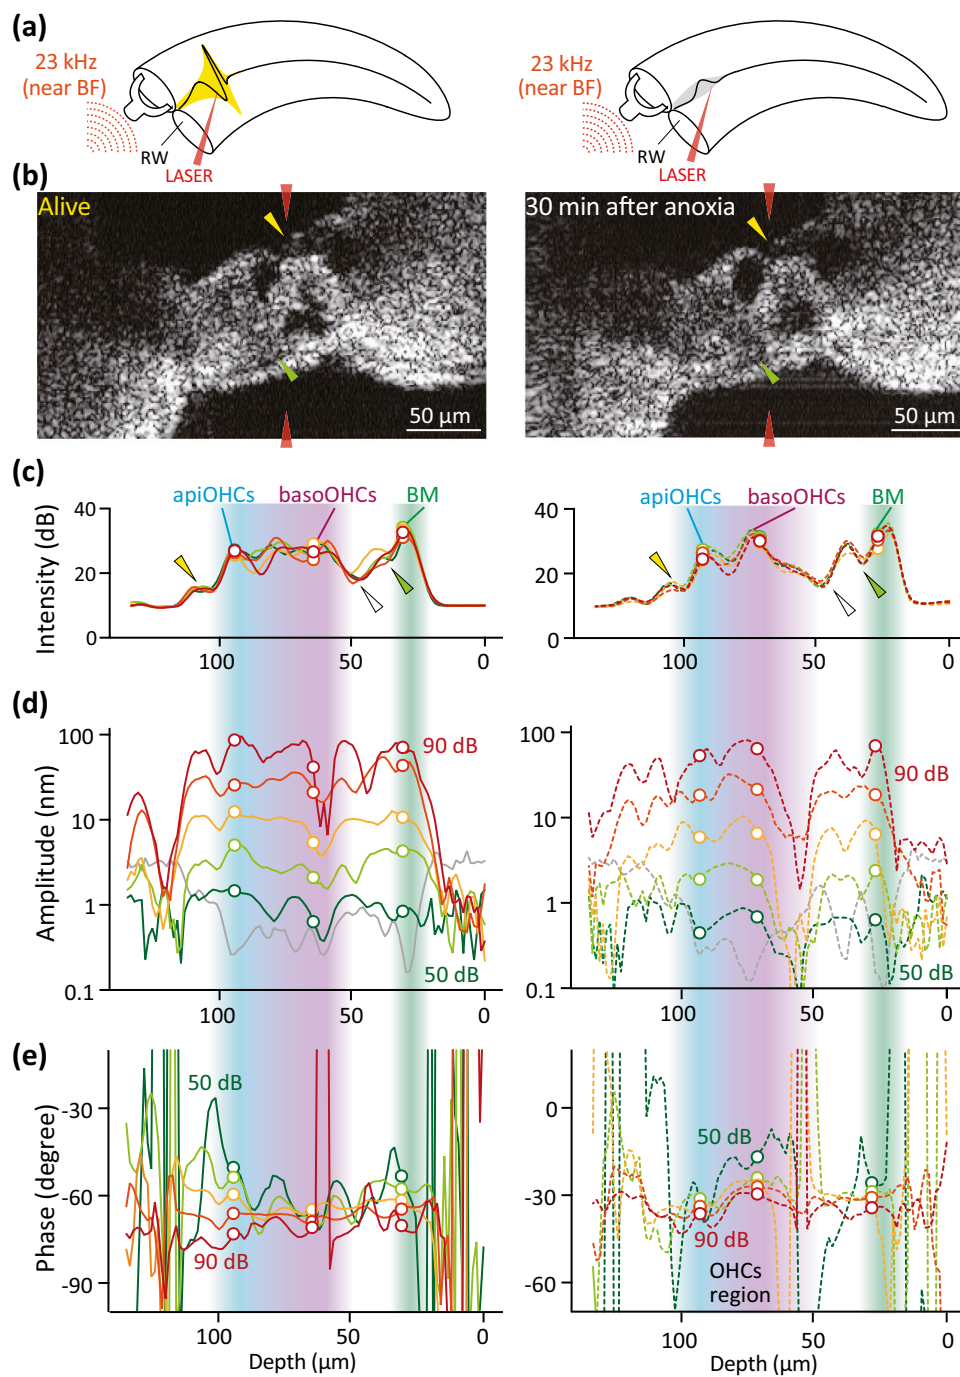 (a)
23 kHz
(near BF)
RW
LASER
23 kHz
(near BF)
RW
LASER
(b)
Alive
50 µm
30 min after anoxia
50 µm
(c)
apiOHCs
basoOHCs
BM
Intensity (dB)
40
20
0
100
50
0
apiOHCs
basoOHCs
BM
40
20
0
100
50
0
(d)
Amplitude (nm)
100
10
1
0.1
90 dB
50 dB
100
50
0
100
10
1
0.1
90 dB
50 dB
100
50
0
(e)
Phase (degree)
-30
-60
-90
50 dB
90 dB
100
50
0
Depth (µm)
0
-30
-60
50 dB
90 dB
OHCs
region
100
50
0
Depth (µm)